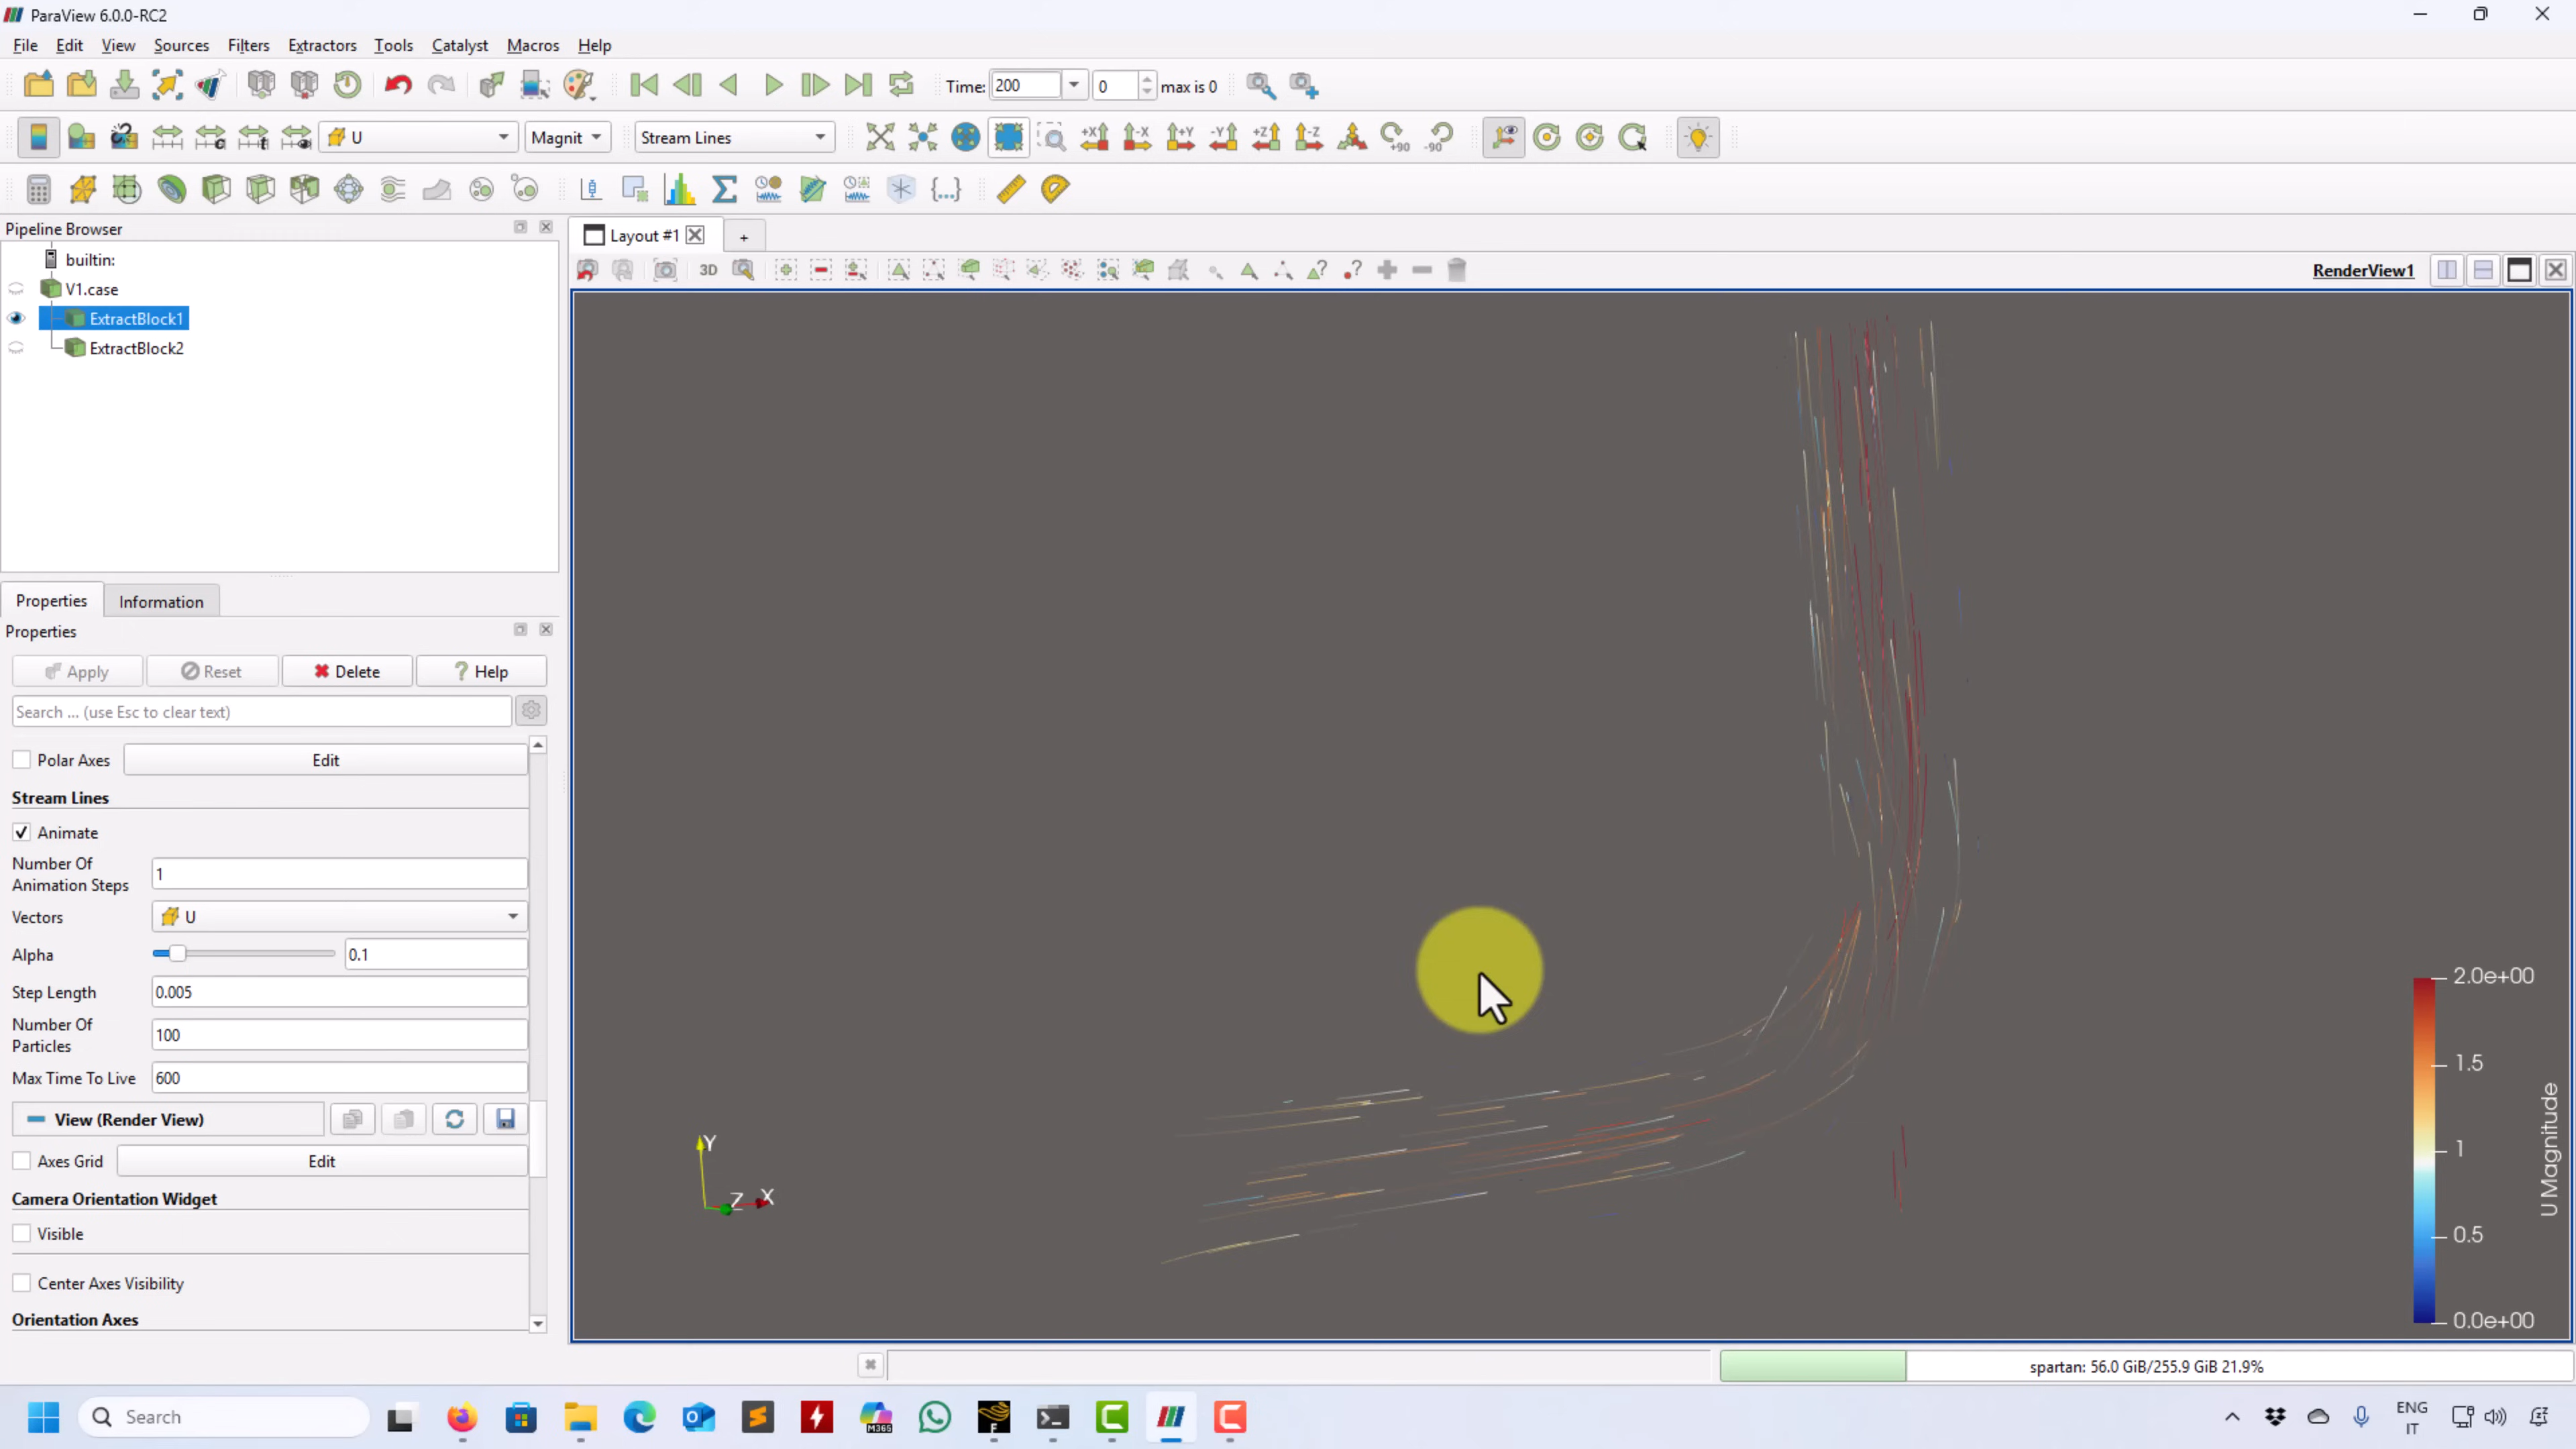 ParaView 6.0.0-RC2
File Edit View Sources Filters Extractors Tools Catalyst Macros Help
Time: 200 0 max is 0
U Magnit Stream Lines +X -X +Y -Y +Z -Z +90 -90
Pipeline Browser
builtin:
V1.case
ExtractBlock1
ExtractBlock2
Layout #1 +
3D RenderView1
Properties Information
Properties
Apply Reset Delete Help
Search ... (use Esc to clear text)
Polar Axes Edit
Stream Lines
Animate
Number Of Animation Steps 1
Vectors U
Alpha 0.1
Step Length 0.005
Number Of Particles 100
Max Time To Live 600
View (Render View)
Axes Grid Edit
Camera Orientation Widget
Visible
Center Axes Visibility
Orientation Axes
Y
Z X
2.0e+00
1.5
1
0.5
0.0e+00
U Magnitude
spartan: 56.0 GiB/255.9 GiB 21.9%
Search
M365
F
ENG
IT